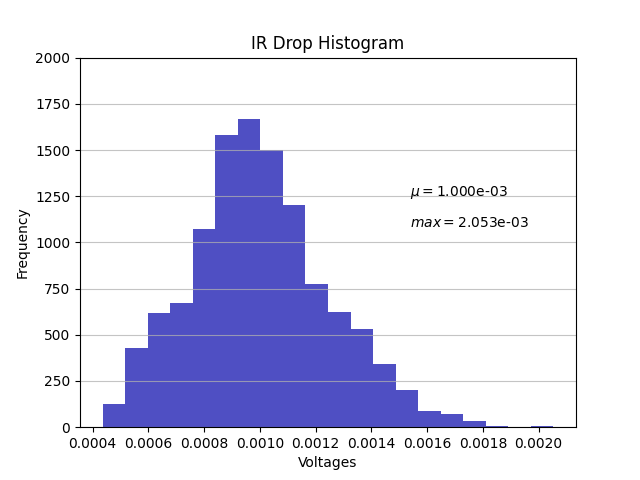 IR Drop Histogram
Frequency
2000
1750
1500
1250
1000
750
500
250
0
μ = 1.000e-03
max = 2.053e-03
0.0004 0.0006 0.0008 0.0010 0.0012 0.0014 0.0016 0.0018 0.0020
Voltages